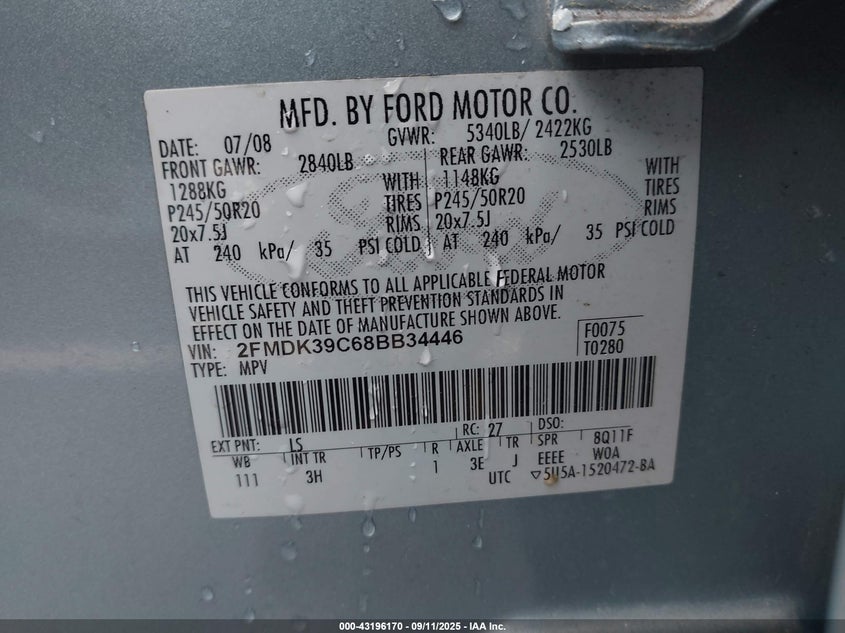 MFD. BY FORD MOTOR CO.
DATE: 07/08 GVWR: 5340LB/ 2422KG
FRONT GAWR: 2840LB REAR GAWR: 2530LB
1288KG WITH 1148KG WITH
P245/50R20 TIRES P245/50R20 TIRES
20x7.5J RIMS 20x7.5J RIMS
AT 240 kPa/ 35 PSI COLD AT 240 kPa/ 35 PSI COLD
THIS VEHICLE CONFORMS TO ALL APPLICABLE FEDERAL MOTOR
VEHICLE SAFETY AND THEFT PREVENTION STANDARDS IN
EFFECT ON THE DATE OF MANUFACTURE SHOWN ABOVE.
VIN: 2FMDK39C68BB34446 F0075
TYPE: MPV T0280
EXT PNT: LS RC: 27 DSO:
WB INT TR TP/PS R AXLE TR SPR 8Q11F
111 3H 1 3E J EEEE WOA
UTC ▽5U5A-1520472-BA
000-43196170 - 09/11/2025 - IAA Inc.